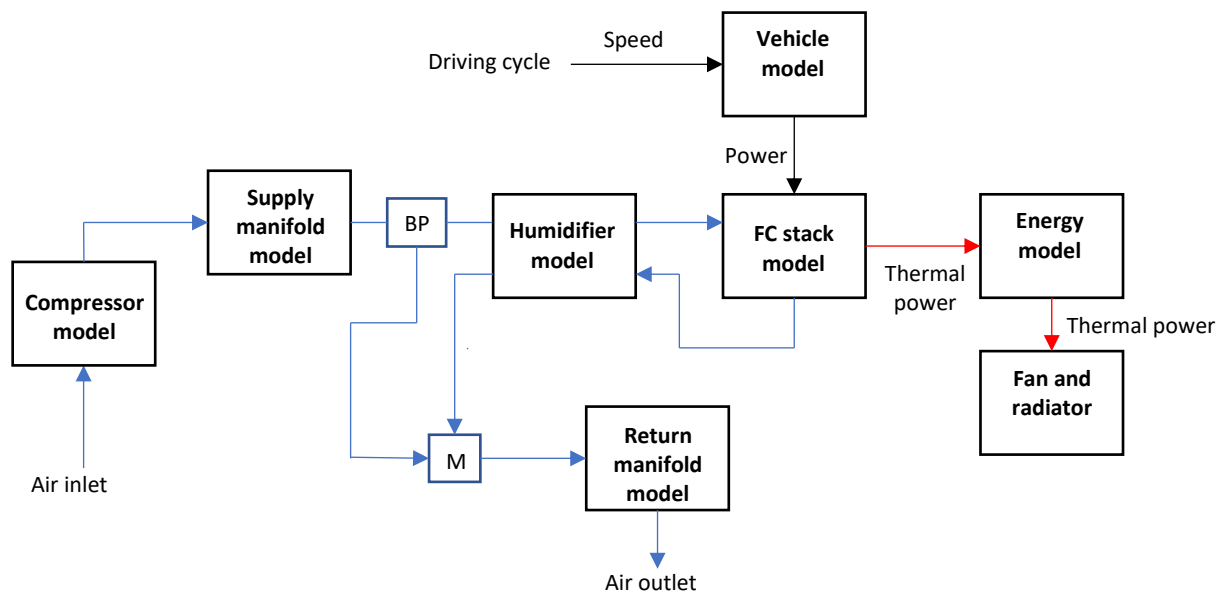 Speed
Driving cycle
Vehicle
model
Power
Supply
manifold
model
BP
Humidifier
model
FC stack
model
Energy
model
Thermal
power
Compressor
model
Thermal power
Fan and
radiator
Return
manifold
model
M
Air inlet
Air outlet